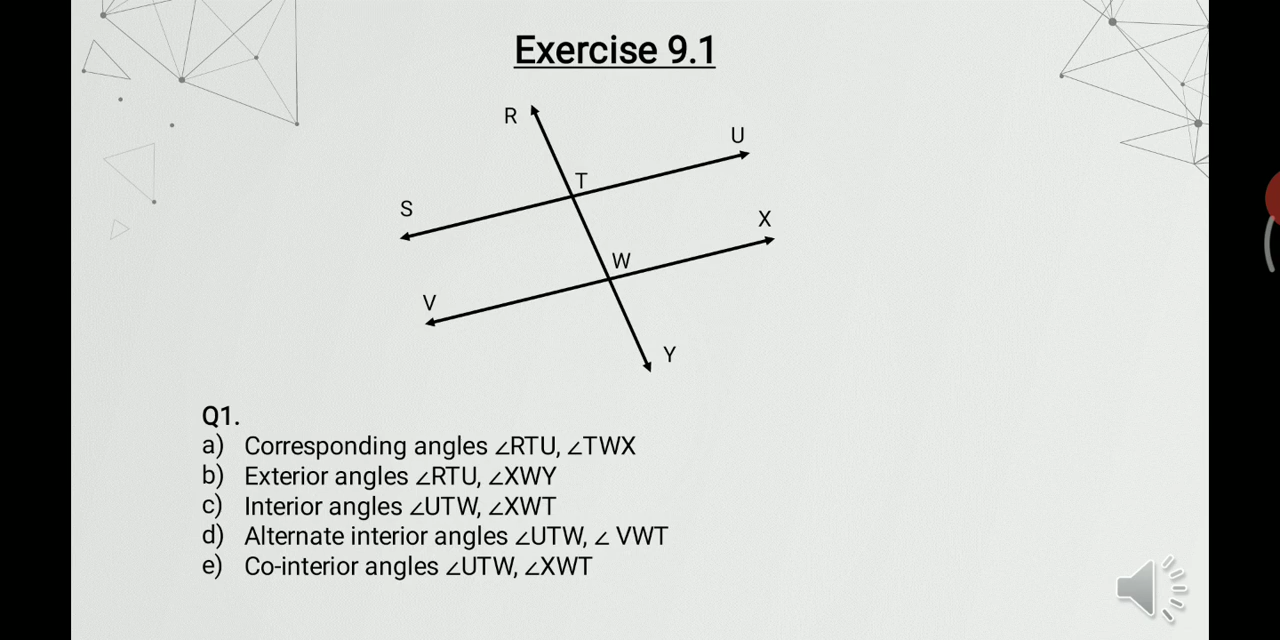 Exercise 9.1
R
U
T
S
X
W
V
Y
Q1.
a) Corresponding angles ∠RTU, ∠TWX
b) Exterior angles ∠RTU, ∠XWY
c) Interior angles ∠UTW, ∠XWT
d) Alternate interior angles ∠UTW, ∠ VWT
e) Co-interior angles ∠UTW, ∠XWT